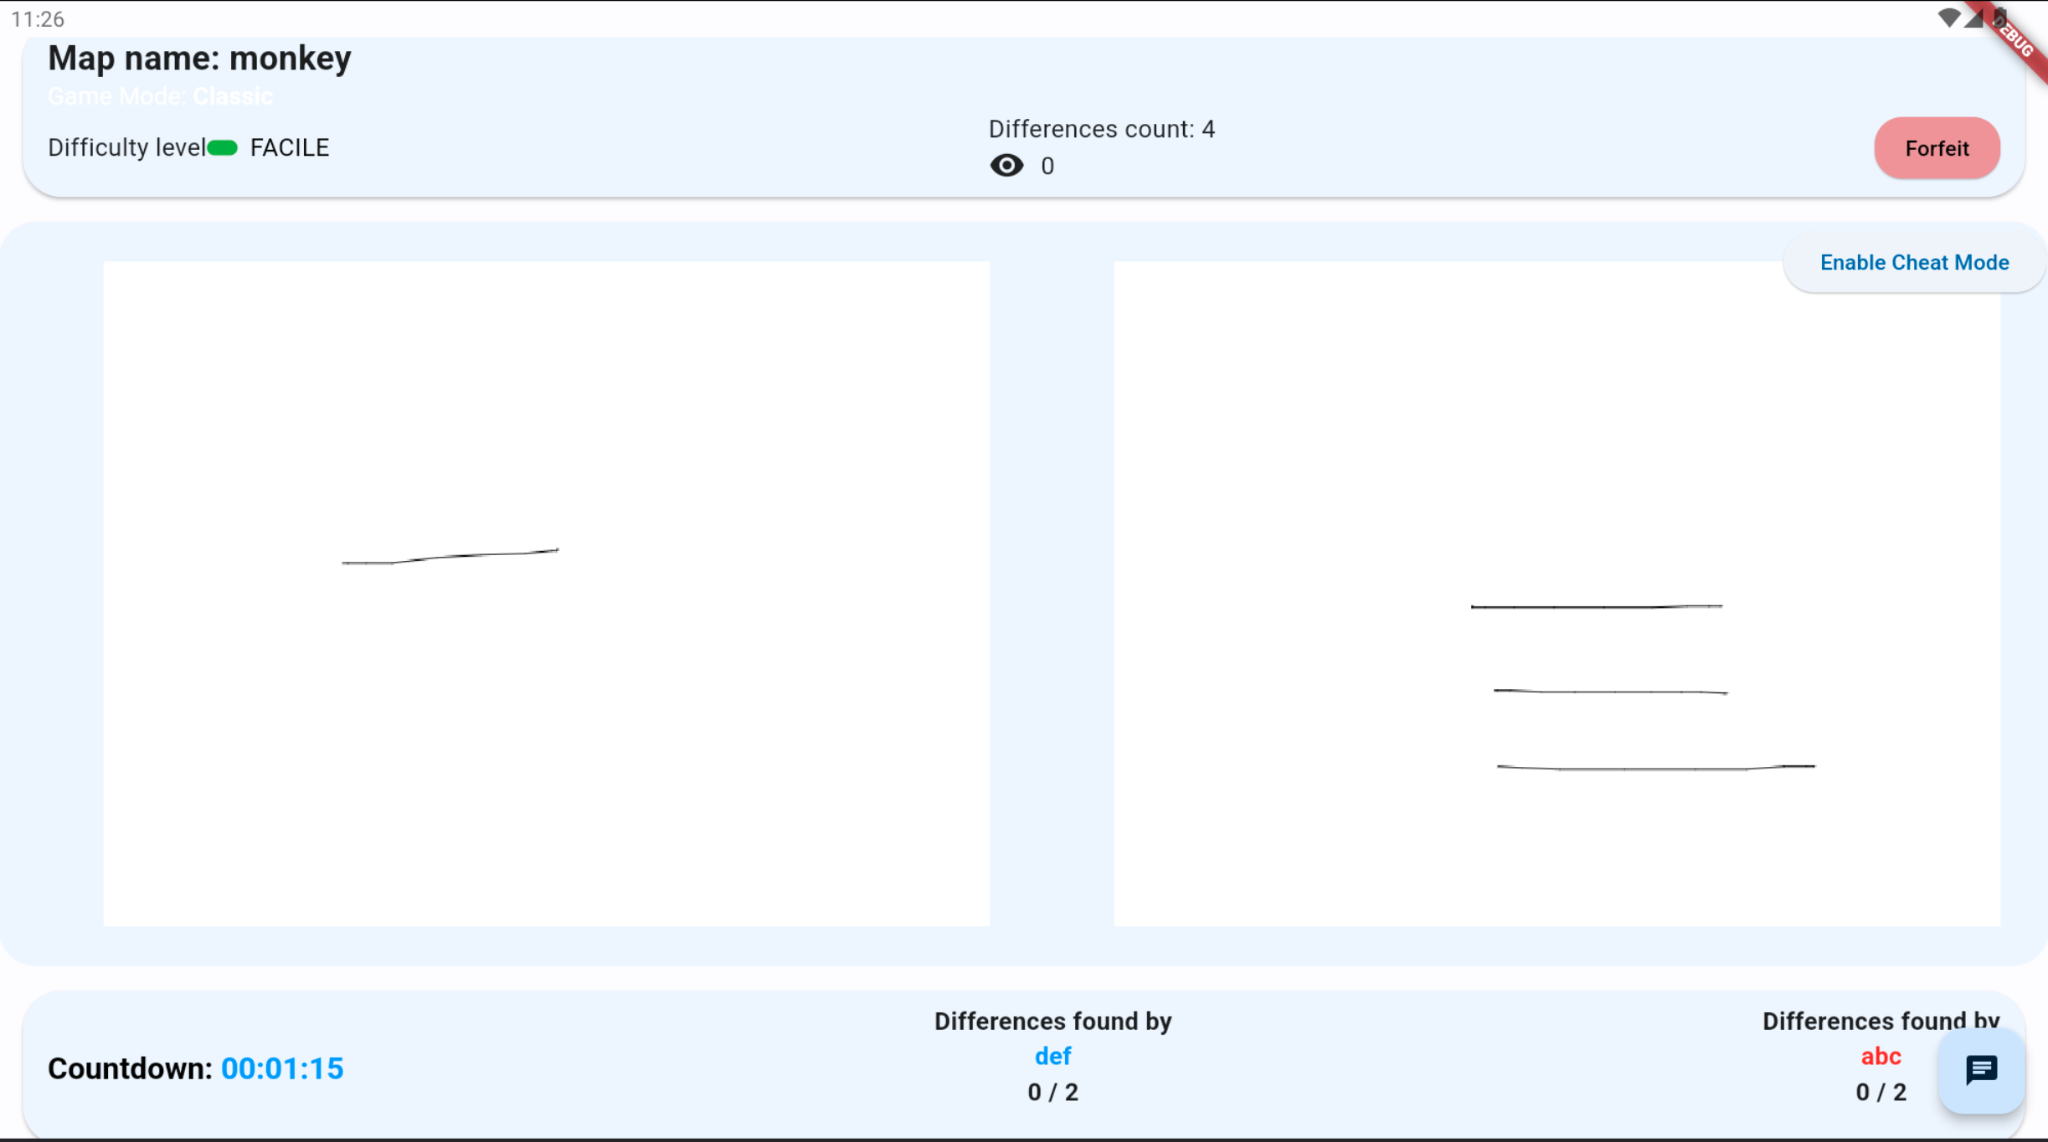 11:26
DEBUG
Map name: monkey
Game Mode: Classic
Difficulty level FACILE
Differences count: 4
0
Forfeit
Enable Cheat Mode
Countdown: 00:01:15
Differences found by
def
0 / 2
Differences found by
abc
0 / 2